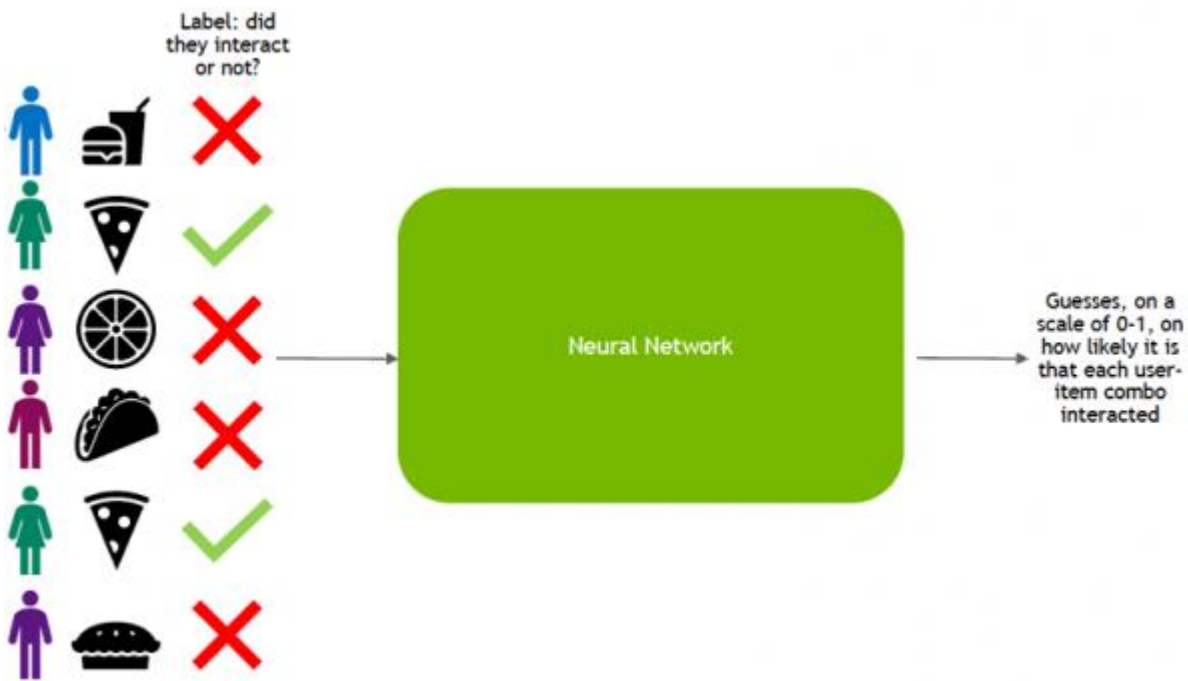 Label: did
they interact
or not?
Neural Network
Guesses, on a
scale of 0-1, on
how likely it is
that each user-
item combo
interacted